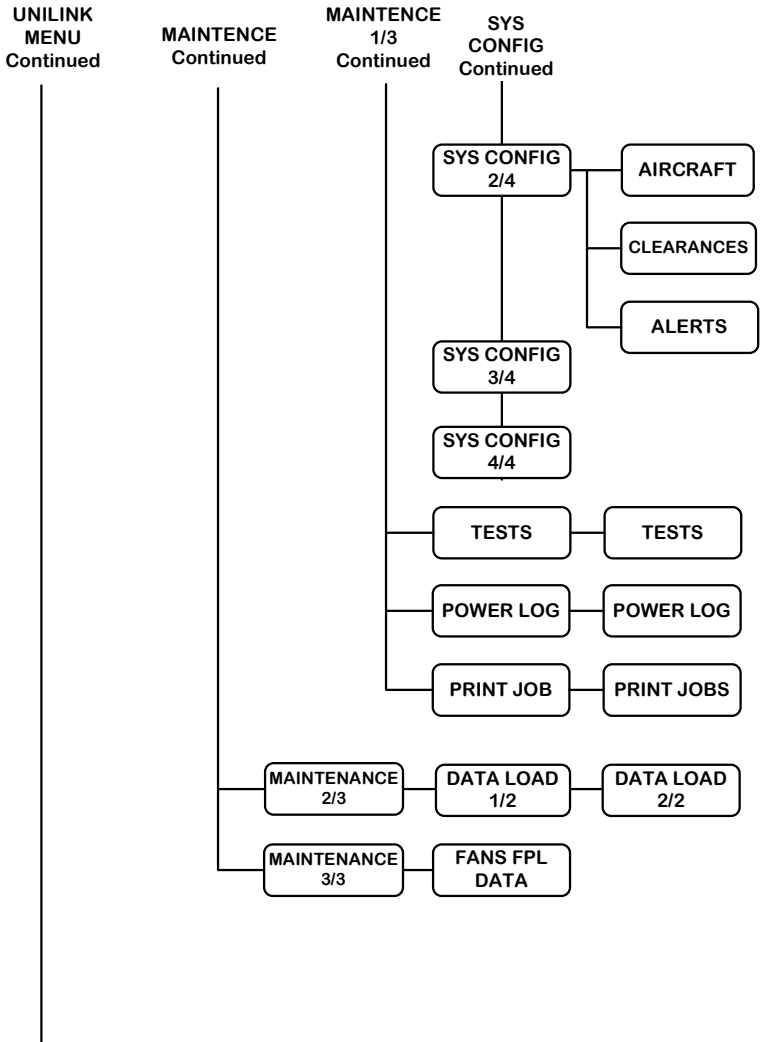 UNILINK
MENU
Continued
MAINTENCE
Continued
MAINTENCE
1/3
Continued
SYS
CONFIG
Continued
SYS CONFIG
2/4
AIRCRAFT
CLEARANCES
ALERTS
SYS CONFIG
3/4
SYS CONFIG
4/4
TESTS
TESTS
POWER LOG
POWER LOG
PRINT JOB
PRINT JOBS
MAINTENANCE
2/3
DATA LOAD
1/2
DATA LOAD
2/2
MAINTENANCE
3/3
FANS FPL
DATA